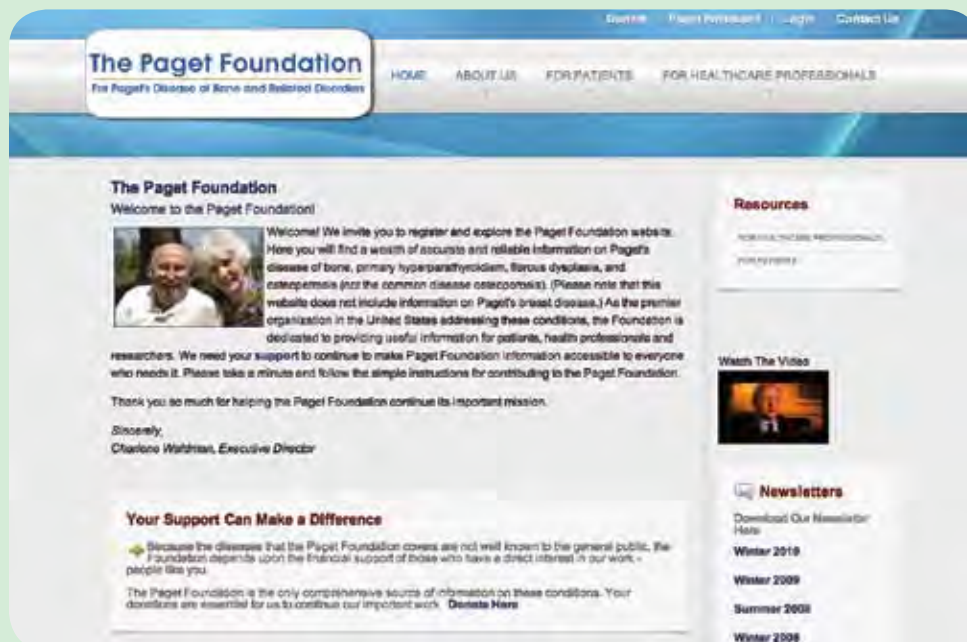 Donate Paget Bookstand | Login Contact Us
The Paget Foundation
For Paget's Disease of Bone and Related Disorders
HOME ABOUT US FOR PATIENTS FOR HEALTHCARE PROFESSIONALS
The Paget Foundation
Welcome to the Paget Foundation!
Welcome! We invite you to register and explore the Paget Foundation website.
Here you will find a wealth of accurate and reliable information on Paget's
disease of bone, primary hyperparathyroidism, fibrous dysplasia, and
osteopetrosis (not the common disease osteoporosis). (Please note that this
website does not include information on Paget's breast disease.) As the premier
organization in the United States addressing these conditions, the Foundation is
dedicated to providing useful information for patients, health professionals and
researchers. We need your support to continue to make Paget Foundation information accessible to everyone
who needs it. Please take a minute and follow the simple instructions for contributing to the Paget Foundation.
Thank you so much for helping the Paget Foundation continue its important mission.
Sincerely,
Charlene Waldman, Executive Director
Your Support Can Make a Difference
Because the diseases that the Paget Foundation covers are not well known to the general public, the
Foundation depends upon the financial support of those who have a direct interest in our work -
people like you.
The Paget Foundation is the only comprehensive source of information on these conditions. Your
donations are essential for us to continue our important work. Donate Here
Resources
FOR HEALTHCARE PROFESSIONALS
FOR PATIENTS
Watch The Video
Newsletters
Download Our Newsletter
Here
Winter 2010
Winter 2009
Summer 2008
Winter 2008